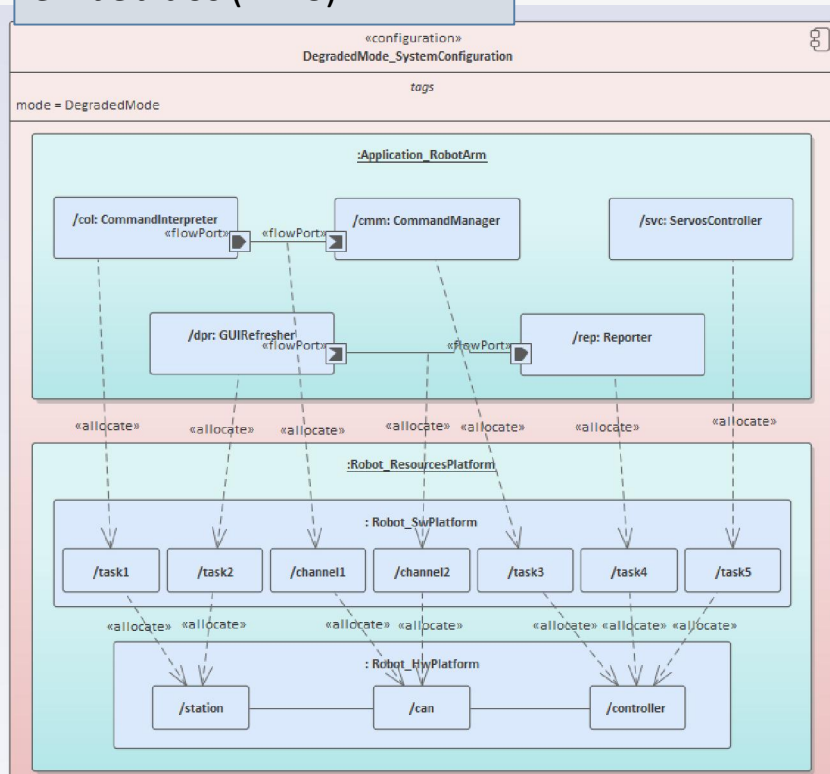 «configuration»
DegradedMode_SystemConfiguration
tags
mode = DegradedMode
:Application_RobotArm
/col: CommandInterpreter
/cmm: CommandManager
/svc: ServosController
«flowPort» «flowPort»
/dpr: GUIRefresher
/rep: Reporter
«flowPort» «flowPort»
«allocate» «allocate» «allocate» «allocate» «allocate» «allocate» «allocate»
:Robot_ResourcesPlatform
: Robot_SwPlatform
/task1 /task2 /channel1 /channel2 /task3 /task4 /task5
«allocate» «allocate» «allocate» «allocate» «allocate» «allocate» «allocate»
: Robot_HwPlatform
/station /can /controller